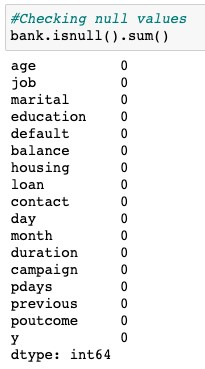 #Checking null values
bank.isnull().sum()
age 0
job 0
marital 0
education 0
default 0
balance 0
housing 0
loan 0
contact 0
day 0
month 0
duration 0
campaign 0
pdays 0
previous 0
poutcome 0
y 0
dtype: int64